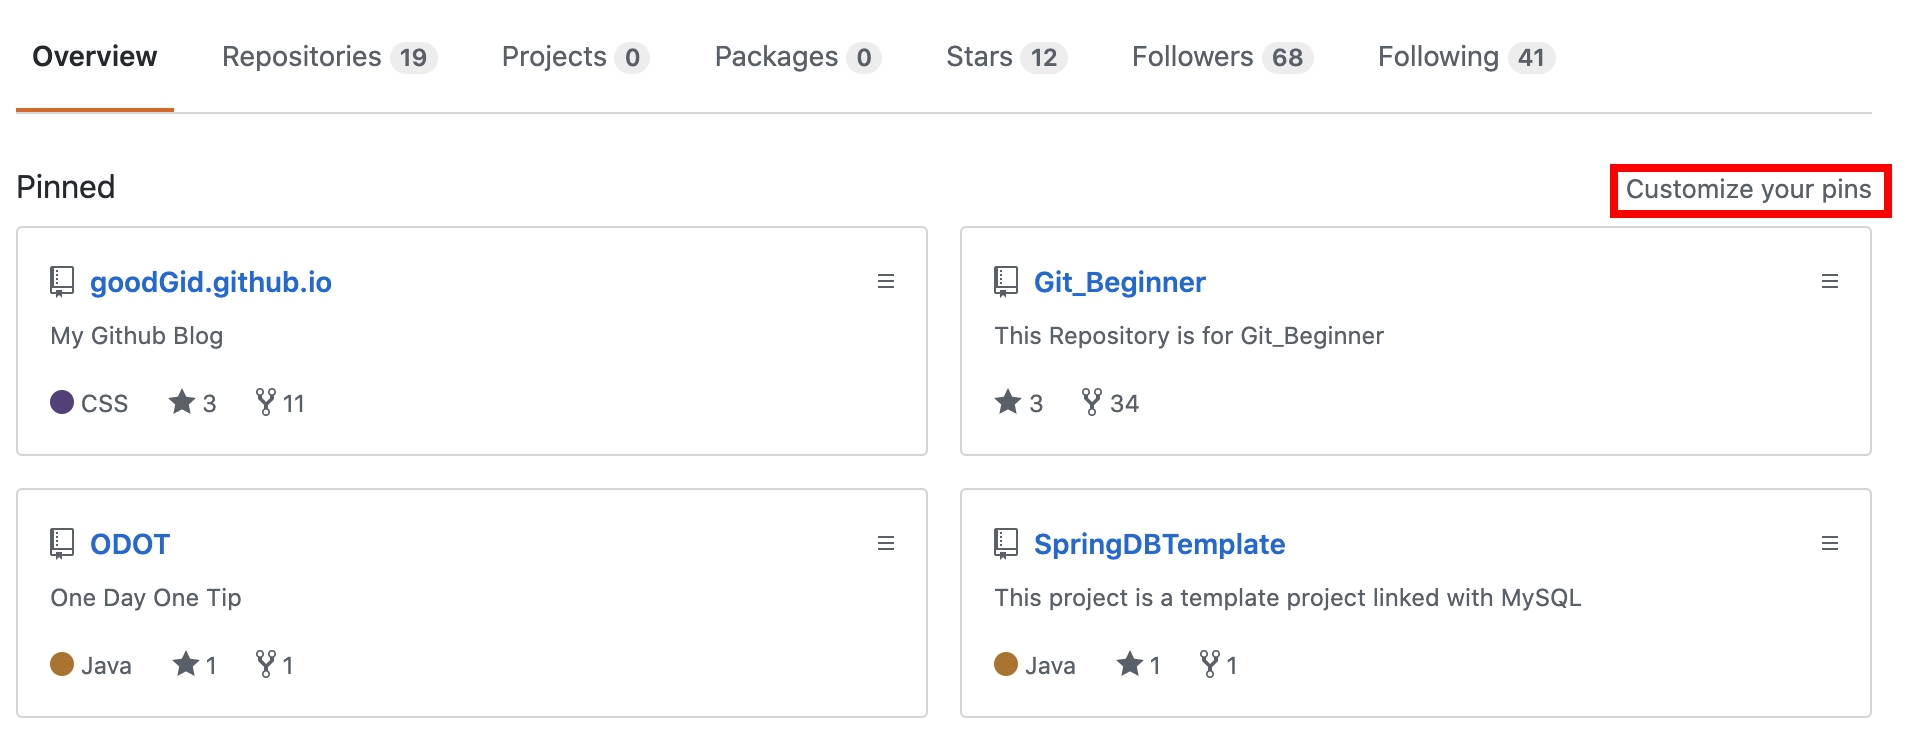 Overview Repositories 19 Projects 0 Packages 0 Stars 12 Followers 68 Following 41
Pinned
Customize your pins
goodGid.github.io
My Github Blog
CSS 3 11
Git_Beginner
This Repository is for Git_Beginner
3 34
ODOT
One Day One Tip
Java 1 1
SpringDBTemplate
This project is a template project linked with MySQL
Java 1 1